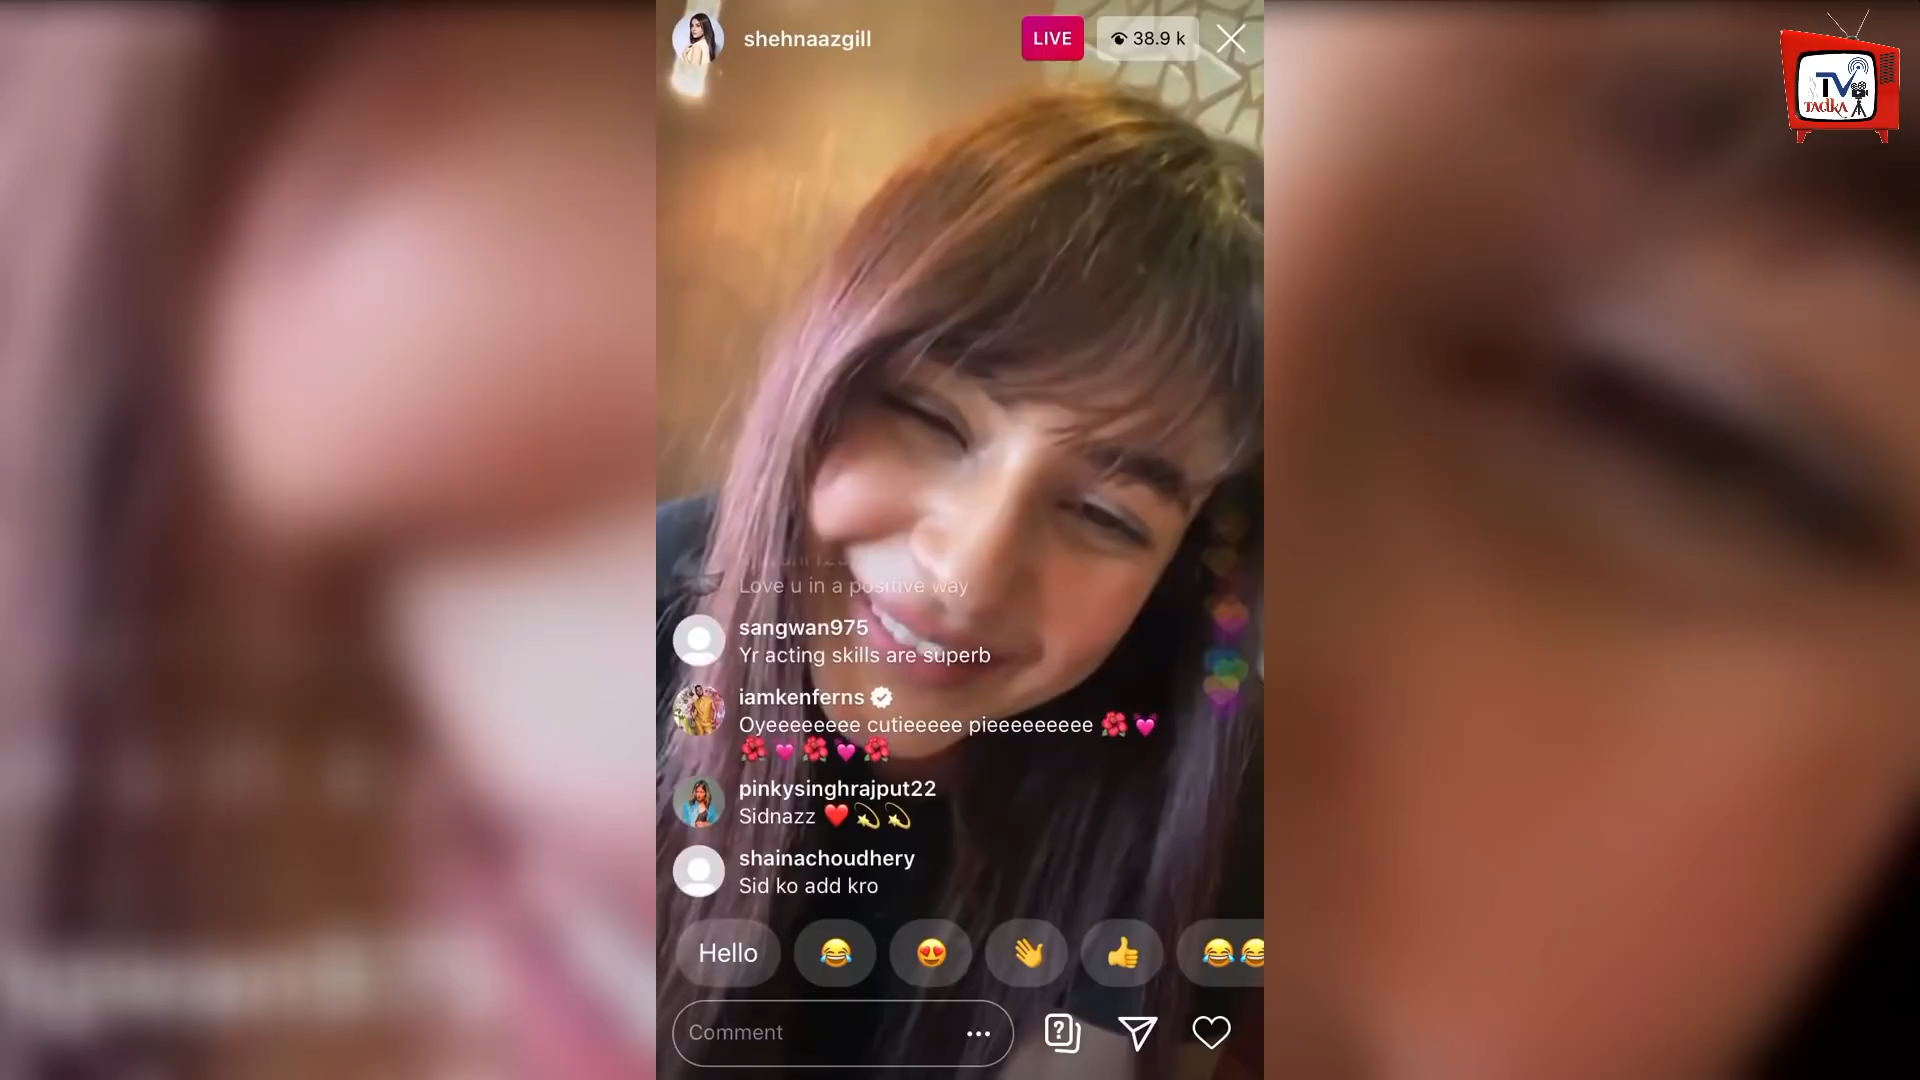 shehnaazgill
LIVE
38.9 k
TV
TADKA
Love u in a positive way
sangwan975
Yr acting skills are superb
iamkenferns
Oyeeeeeeee cutieeeee pieeeeeeeee 🌺💓
🌺💓🌺💓🌺
pinkysinghrajput22
Sidnazz ❤️💫💫
shainachoudhery
Sid ko add kro
Hello 😂 😍 👋 👍 😂😂
Comment